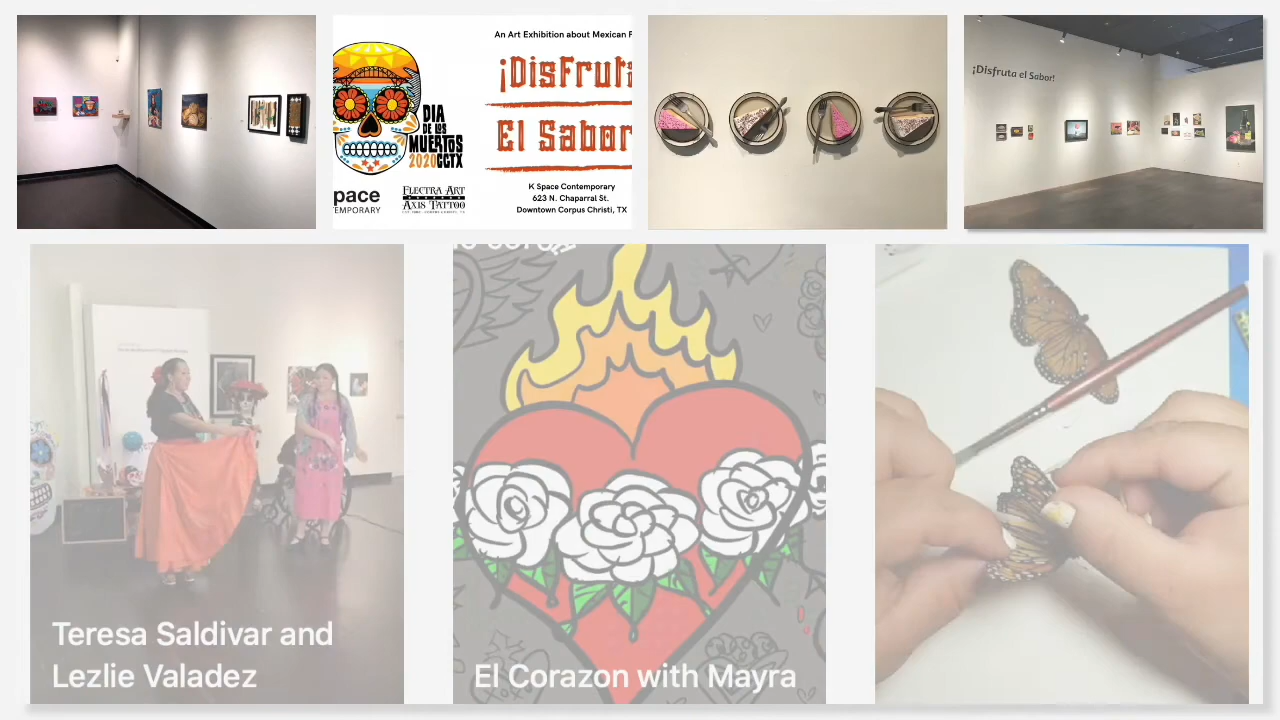 An Art Exhibition about Mexican F
¡DisFruta
El Sabor
DIA
DE LOS
MUERTOS
2020CCTX
pace
TEMPORARY
ELECTRA ART
AXIS TATTOO
K Space Contemporary
623 N. Chaparral St.
Downtown Corpus Christi, TX
¡Disfruta el Sabor!
Teresa Saldivar and
Lezlie Valadez
El Corazon with Mayra